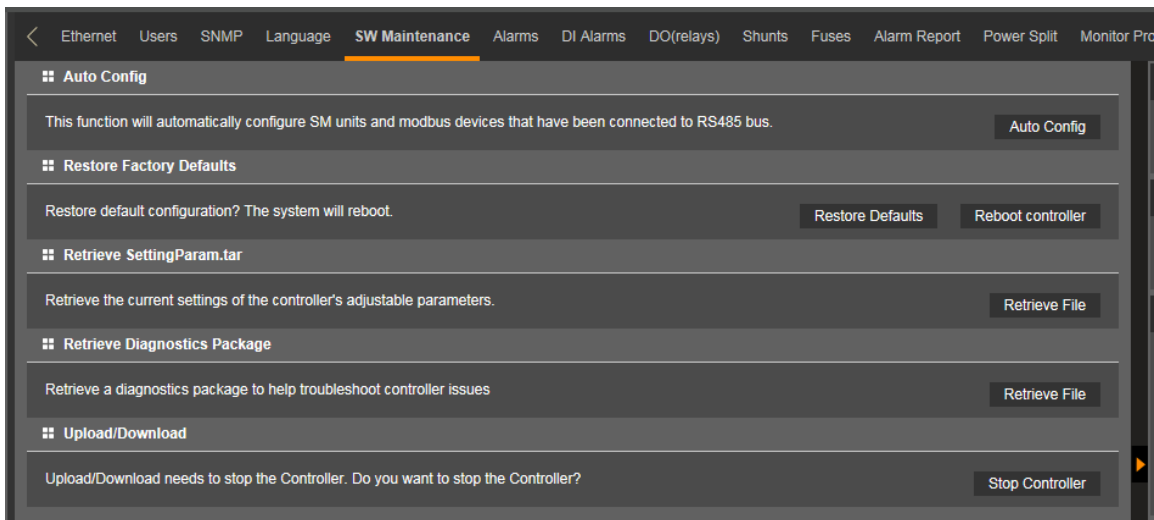 Ethernet Users SNMP Language SW Maintenance Alarms DI Alarms DO(relays) Shunts Fuses Alarm Report Power Split Monitor Pro
Auto Config
This function will automatically configure SM units and modbus devices that have been connected to RS485 bus. Auto Config
Restore Factory Defaults
Restore default configuration? The system will reboot. Restore Defaults Reboot controller
Retrieve SettingParam.tar
Retrieve the current settings of the controller's adjustable parameters. Retrieve File
Retrieve Diagnostics Package
Retrieve a diagnostics package to help troubleshoot controller issues Retrieve File
Upload/Download
Upload/Download needs to stop the Controller. Do you want to stop the Controller? Stop Controller